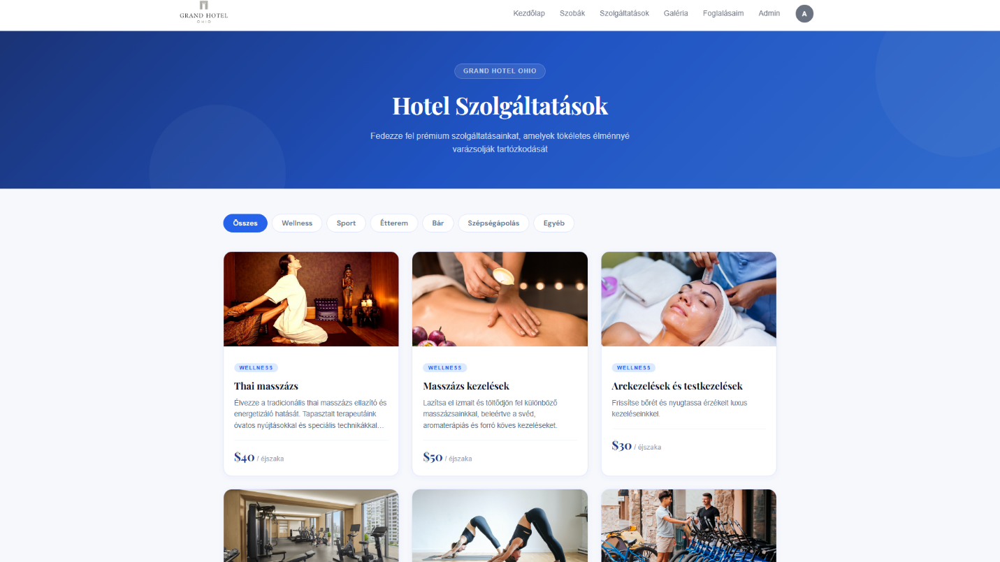 GRAND HOTEL
OHIO
Kezdőlap Szobák Szolgáltatások Galéria Foglalásaim Admin A
GRAND HOTEL OHIO
Hotel Szolgáltatások
Fedezze fel prémium szolgáltatásainkat, amelyek tökéletes élménnyé
varázsolják tartózkodását
Összes Wellness Sport Étterem Bár Szépségápolás Egyéb
WELLNESS
Thai masszázs
Élvezze a tradicionális thai masszázs ellazító és
energetizáló hatását. Tapasztalt terapeutáink
óvatos nyújtásokkal és speciális technikákkal…
$40 / éjszaka
WELLNESS
Masszázs kezelések
Lazítsa el izmait és töltődjön fel különböző
masszázsainkkal, beleértve a svéd,
aromaterápiás és forró köves kezeléseket.
$50 / éjszaka
WELLNESS
Arckezelések és testkezelések
Frissítse bőrét és nyugtassa érzékeit luxus
kezeléseinkkel.
$30 / éjszaka